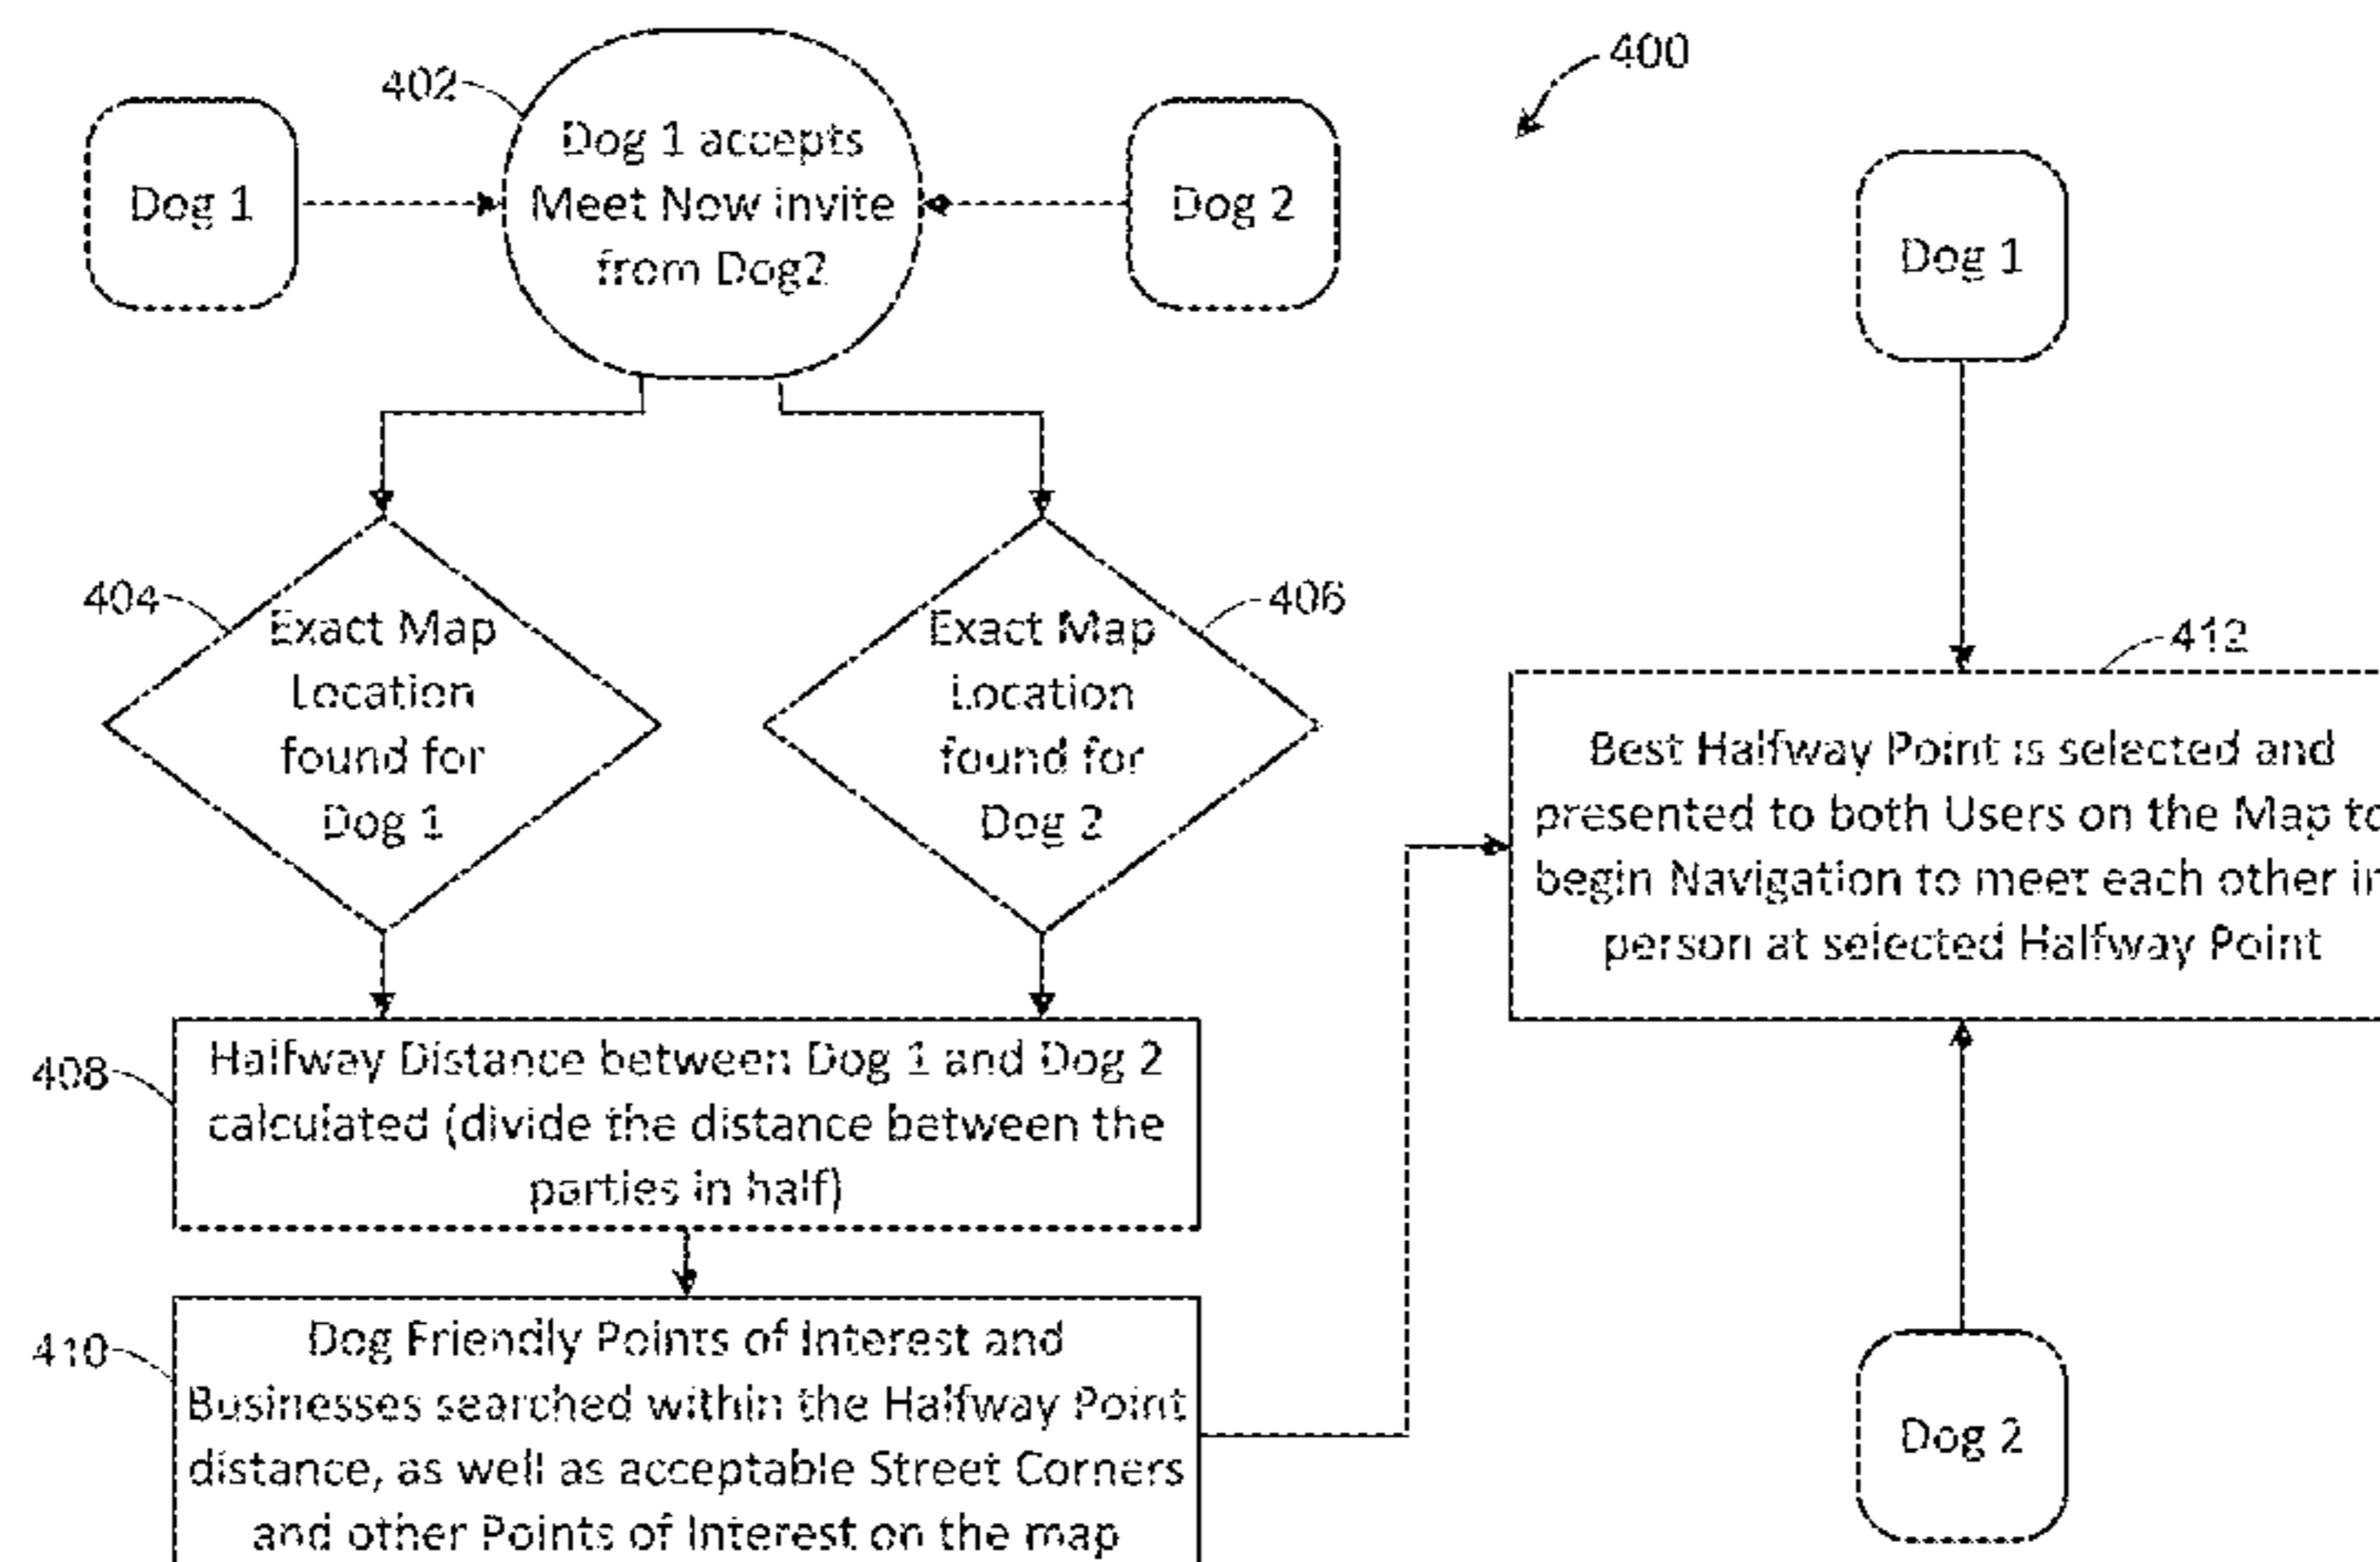 400
402
Dog 1
Dog 1 accepts
Meet Now invite
from Dog2
Dog 2
Dog 1
404
Exact Map
Location
found for
Dog 1
406
Exact Map
Location
found for
Dog 2
408
Halfway Distance between Dog 1 and Dog 2
calculated (divide the distance between the
parties in half)
410
Dog Friendly Points of Interest and
Businesses searched within the Halfway Point
distance, as well as acceptable Street Corners
and other Points of Interest on the map
412
Best Halfway Point is selected and
presented to both Users on the Map to
begin Navigation to meet each other in
person at selected Halfway Point
Dog 2